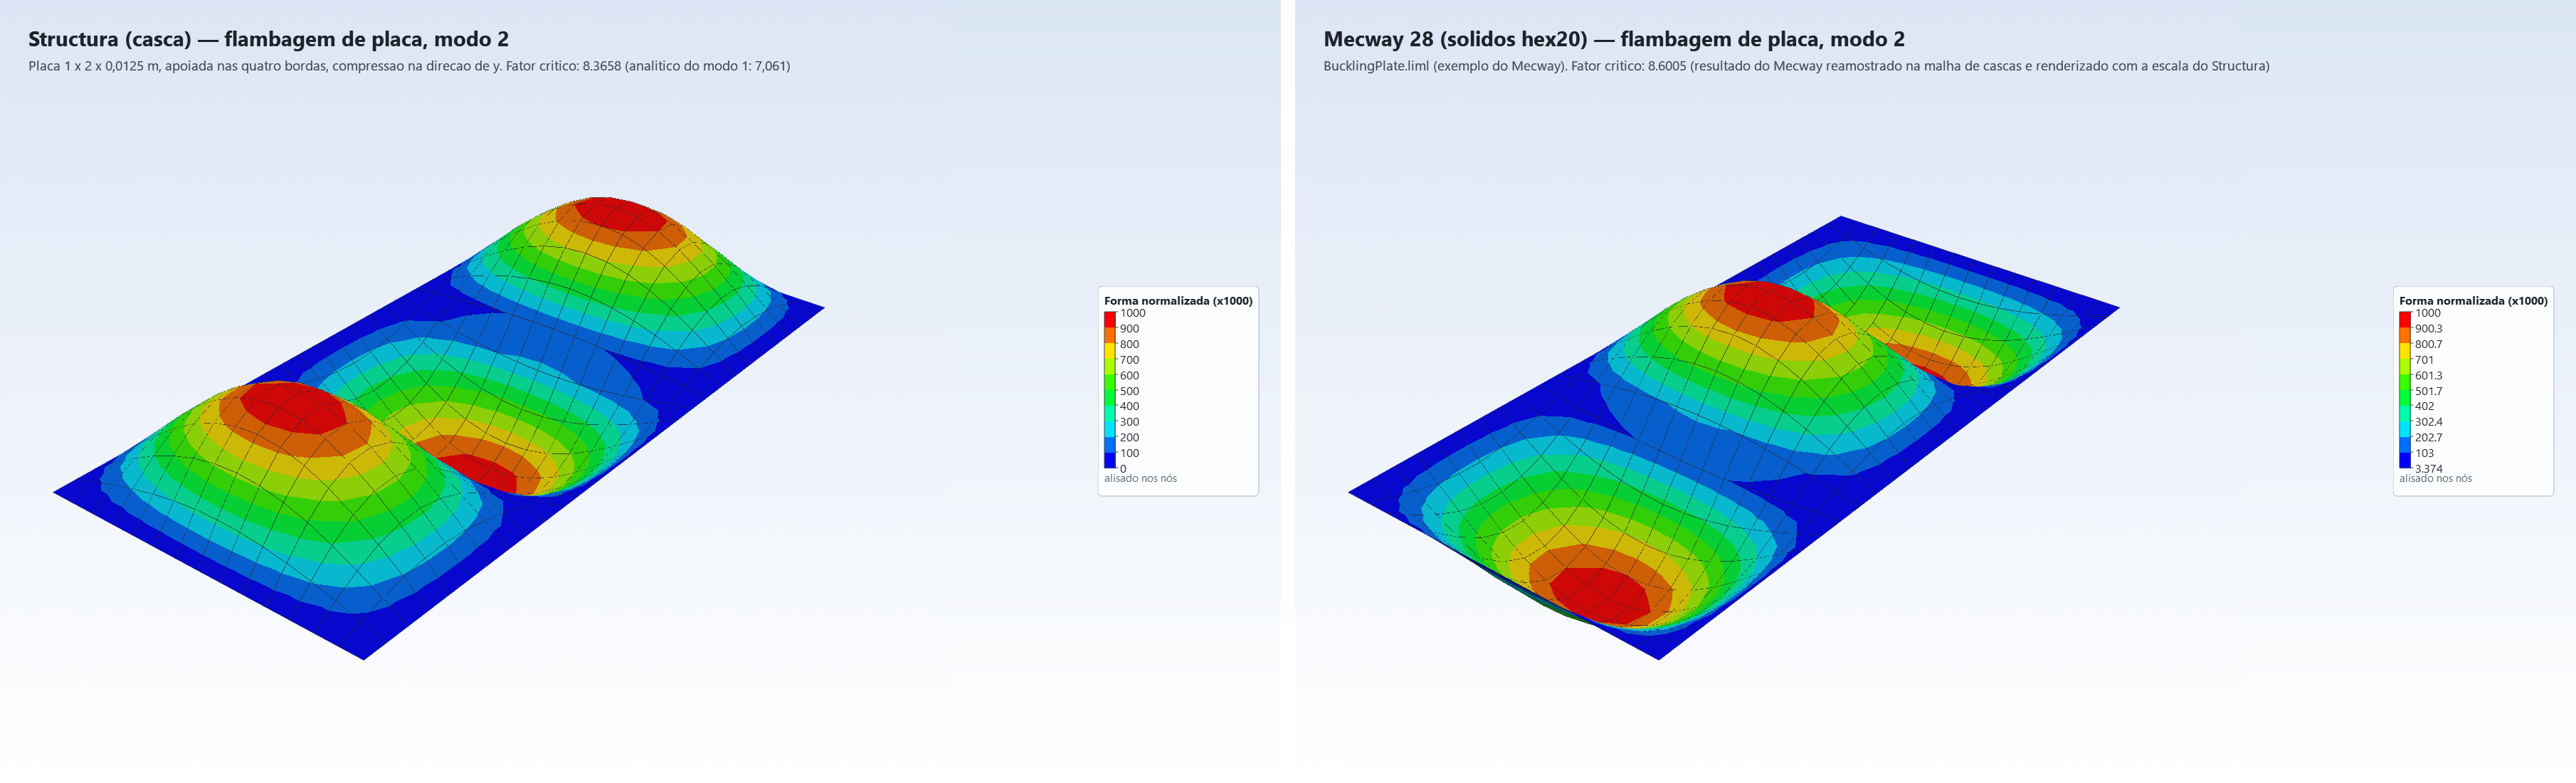 Structura (casca) — flambagem de placa, modo 2
Placa 1 x 2 x 0,0125 m, apoiada nas quatro bordas, compressao na direcao de y. Fator critico: 8.3658 (analitico do modo 1: 7,061)
Forma normalizada (x1000)
1000
900
800
700
600
500
400
300
200
100
0
alisado nos nós
Mecway 28 (solidos hex20) — flambagem de placa, modo 2
BucklingPlate.liml (exemplo do Mecway). Fator critico: 8.6005 (resultado do Mecway reamostrado na malha de cascas e renderizado com a escala do Structura)
Forma normalizada (x1000)
1000
900.3
800.7
701
601.3
501.7
402
302.4
202.7
103
3.374
alisado nos nós